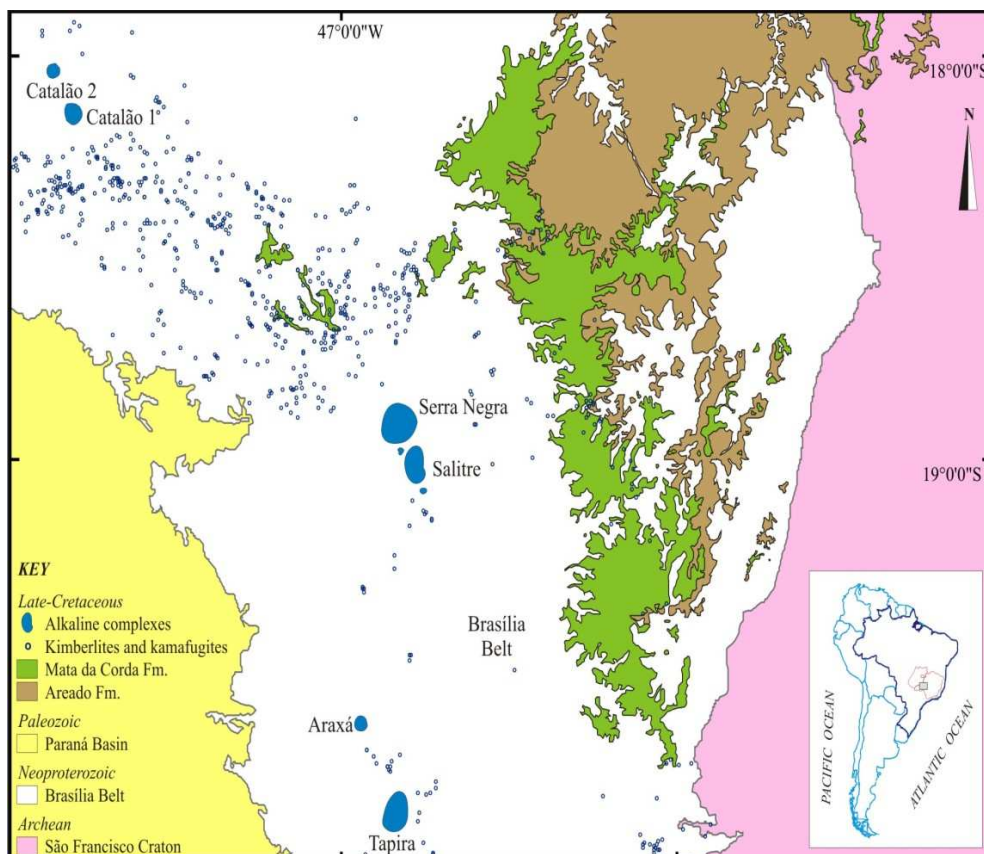 47°0'0"W
18°0'0"S
Catalão 2
Catalão 1
N
Serra Negra
Salitre
19°0'0"S
KEY
Late-Cretaceous
Alkaline complexes
Kimberlites and kamafugites
Mata da Corda Fm.
Areado Fm.
Paleozoic
Paraná Basin
Neoproterozoic
Brasília Belt
Archean
São Francisco Craton
Brasília
Belt
Araxá
Tapira
PACIFIC OCEAN
ATLANTIC OCEAN